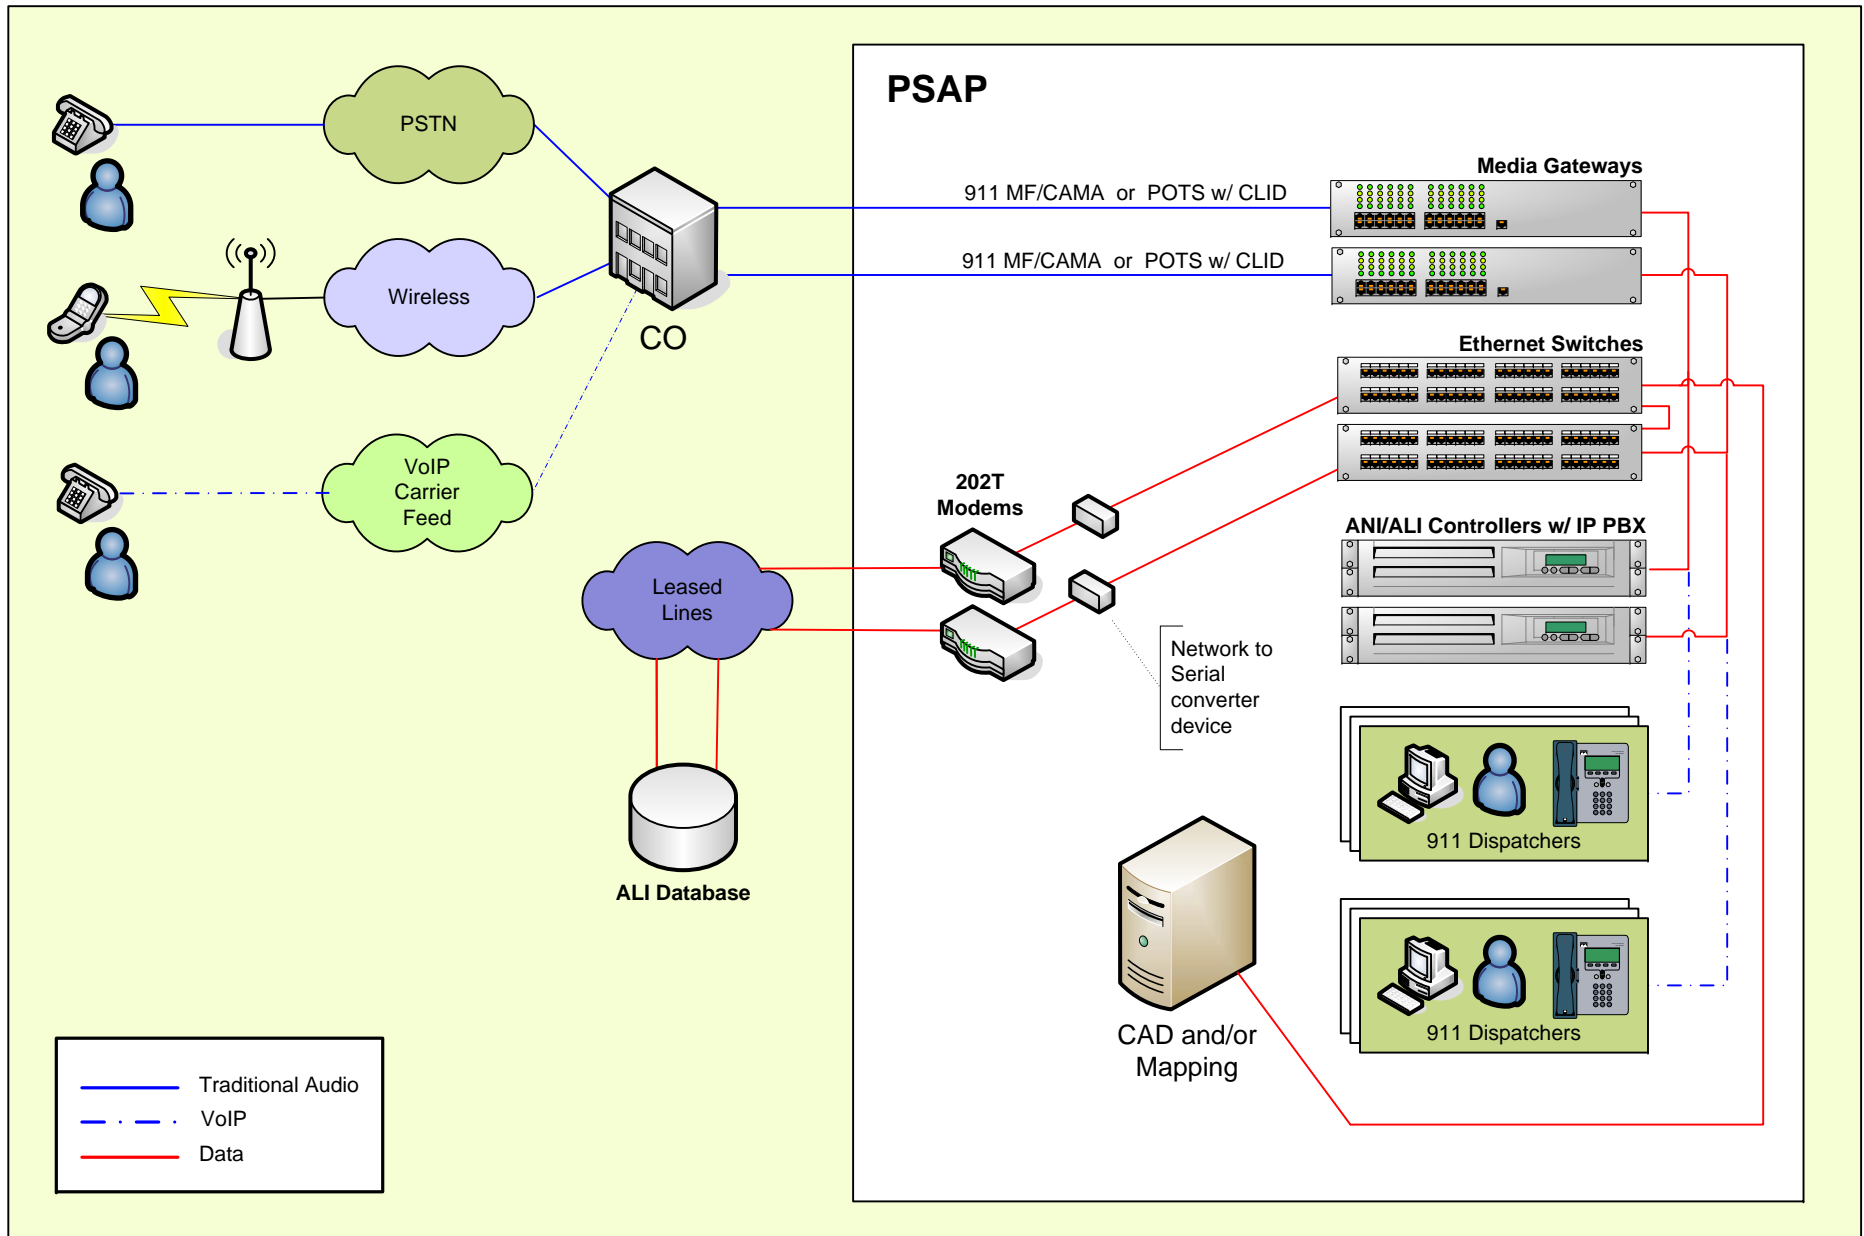 PSAP
PSTN
Media Gateways
911 MF/CAMA or POTS w/ CLID
911 MF/CAMA or POTS w/ CLID
Wireless
CO
Ethernet Switches
VoIP
Carrier
Feed
202T
Modems
ANI/ALI Controllers w/ IP PBX
Leased
Lines
Network to
Serial
converter
device
911 Dispatchers
ALI Database
911 Dispatchers
CAD and/or
Mapping
Traditional Audio
VoIP
Data